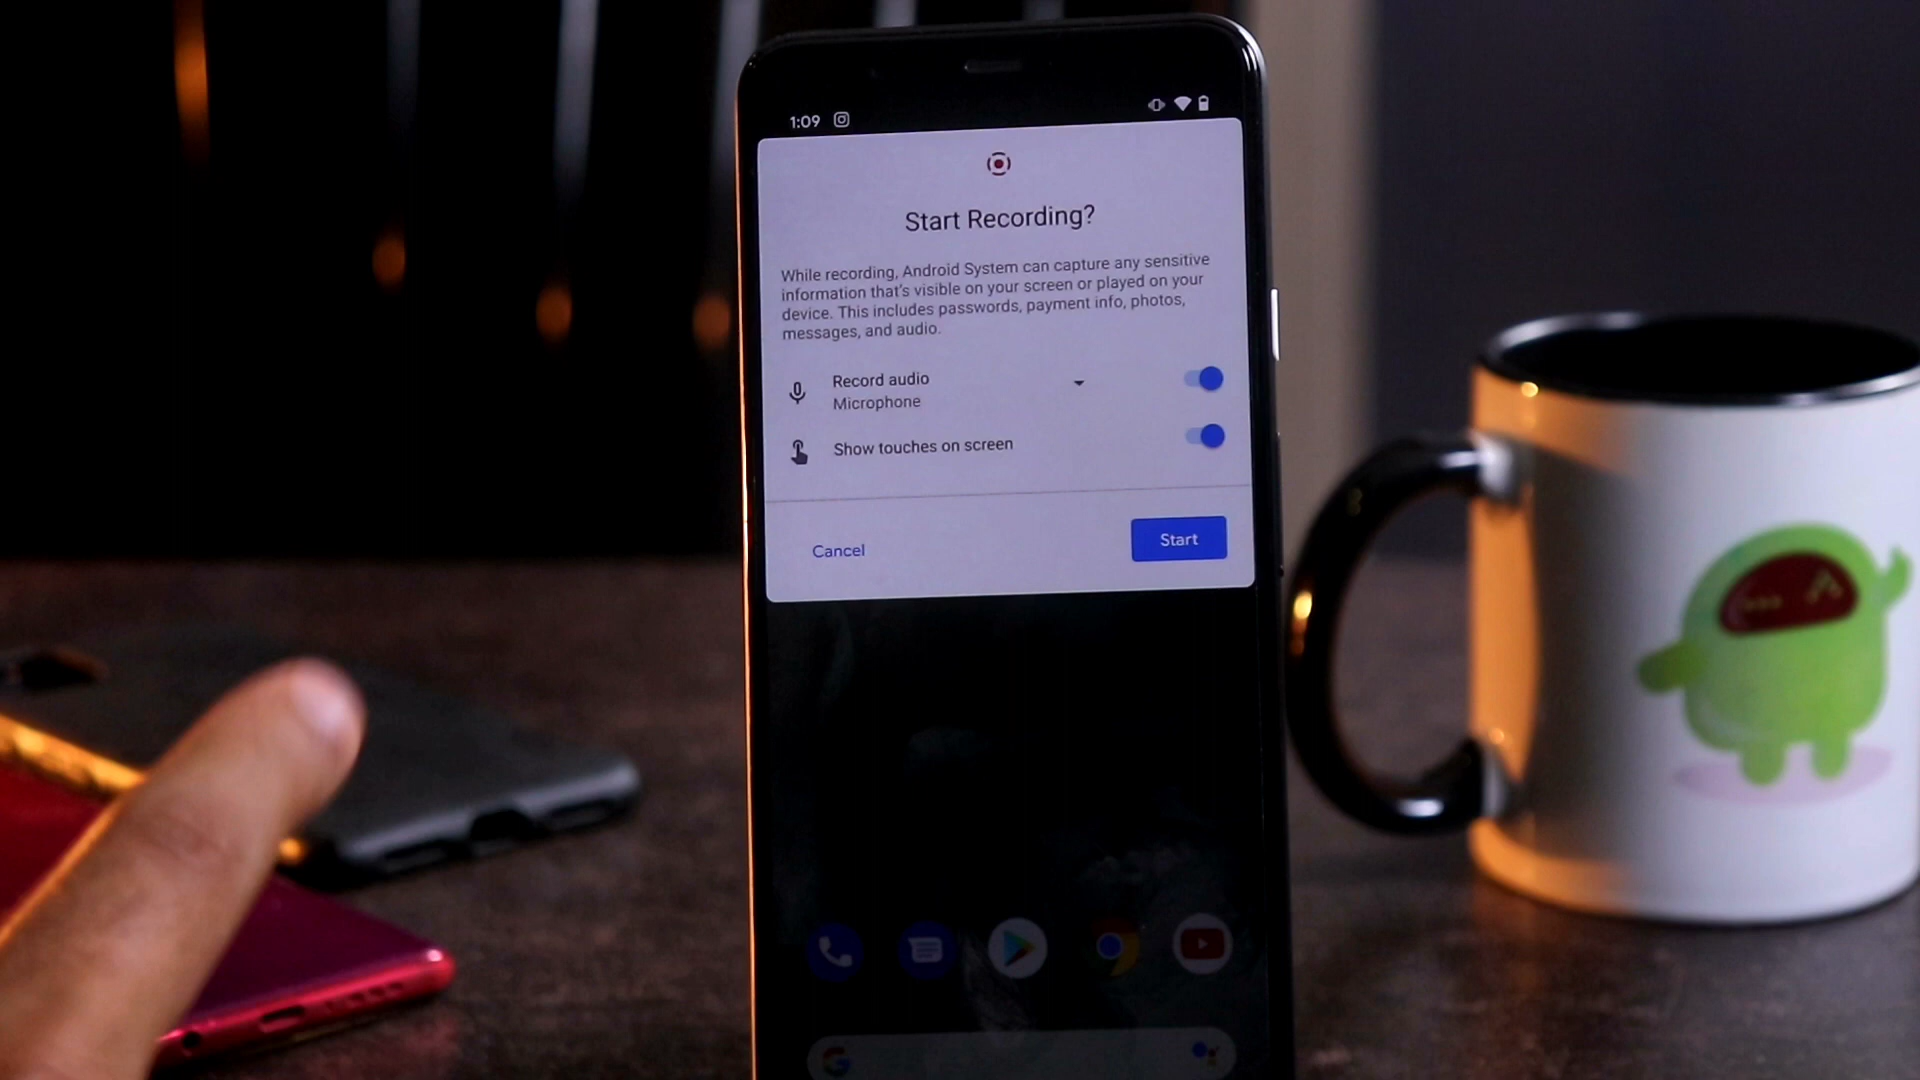 1:09
Start Recording?
While recording, Android System can capture any sensitive
information that's visible on your screen or played on your
device. This includes passwords, payment info, photos,
messages, and audio.
Record audio
Microphone
Show touches on screen
Cancel
Start